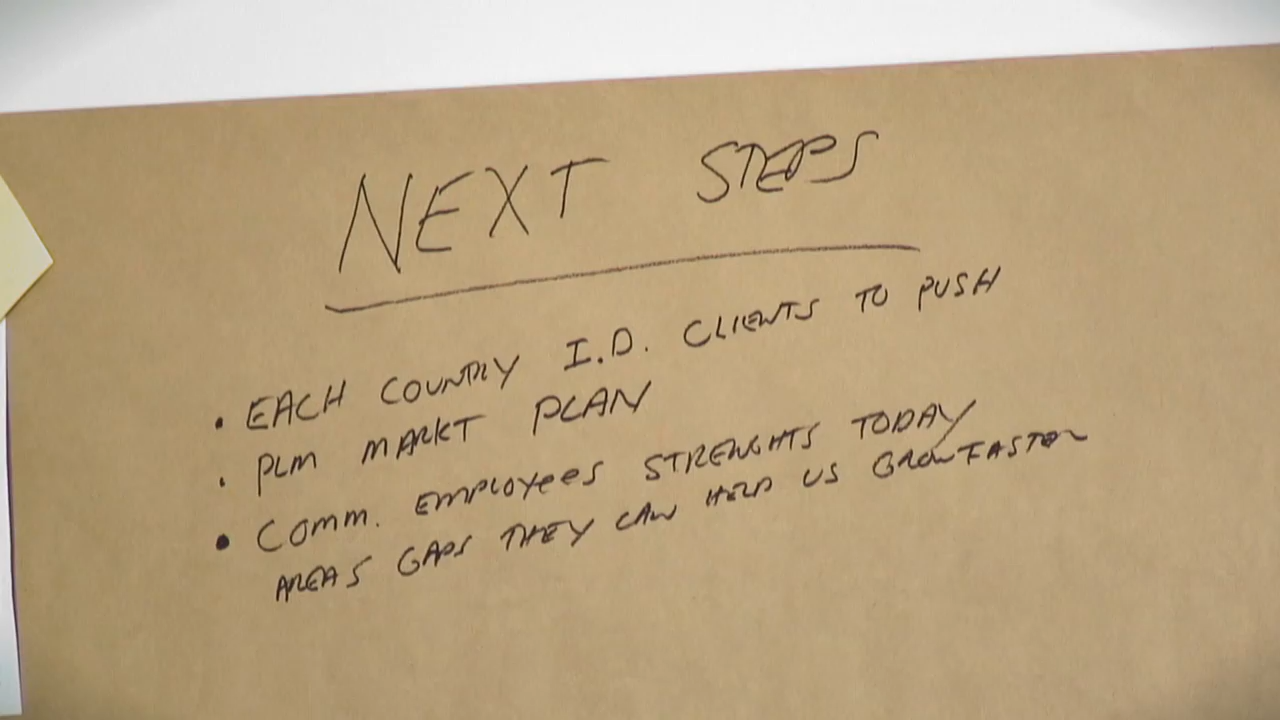 NEXT STEPS
• EACH COUNTRY I.D. CLIENTS TO PUSH
• PLM MARKT PLAN
• COMM. EMPLOYEES STRENGHTS TODAY
AREAS GAPS THEY CAN HELP US GROW FASTER